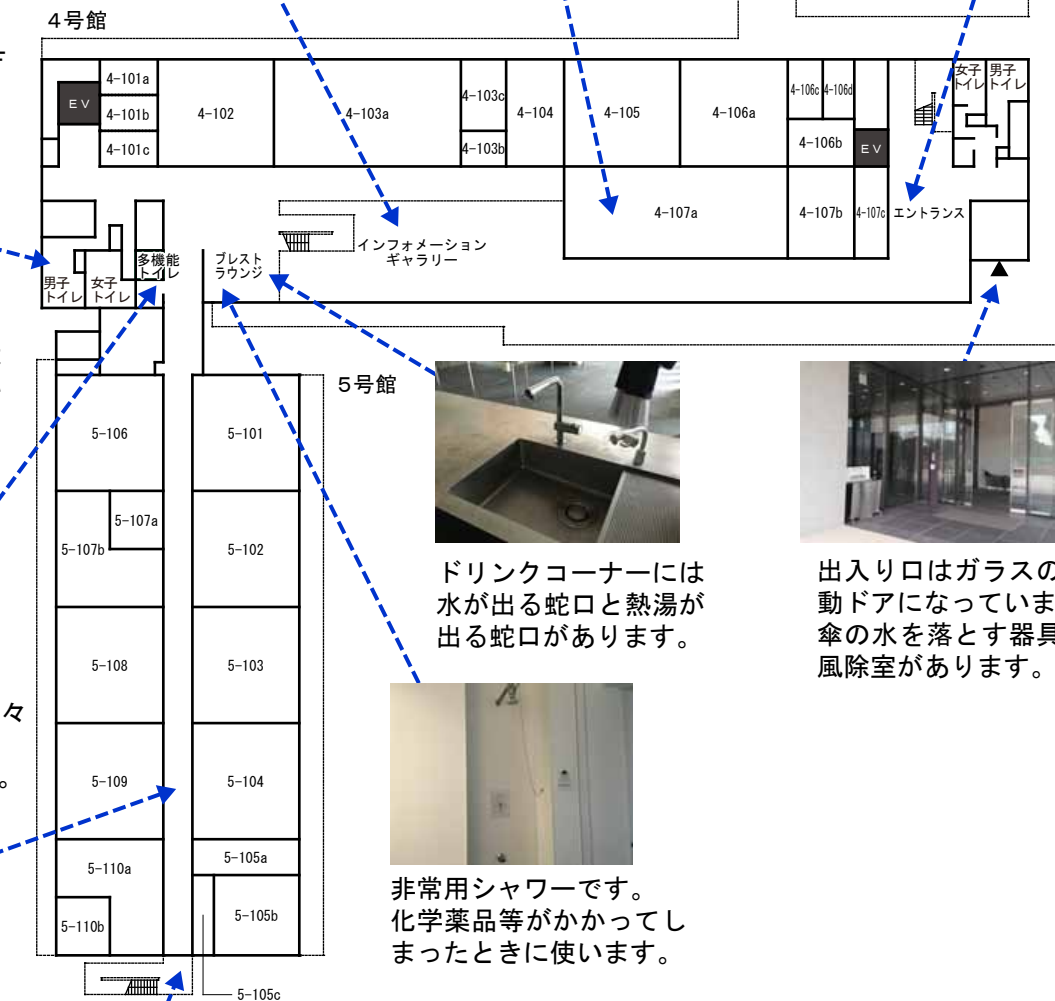 4号館
4-101a
EV
4-101b
4-101c
4-102
4-103a
4-103c
4-103b
4-104
4-105
4-106a
4-106c
4-106d
4-106b
EV
女子
トイレ
男子
トイレ
4-107a
4-107b
4-107c
エントランス
インフォメーション
ギャラリー
ブレスト
ラウンジ
多機能
トイレ
男子
トイレ
女子
トイレ
5号館
5-106
5-101
5-107a
5-107b
5-102
5-108
5-103
5-109
5-104
5-110a
5-105a
5-110b
5-105b
5-105c
ドリンクコーナーには
水が出る蛇口と熱湯が
出る蛇口があります。
出入り口はガラスの
動ドアになっていま
傘の水を落とす器具
風除室があります。
非常用シャワーです。
化学薬品等がかかってし
まったときに使います。
々
。